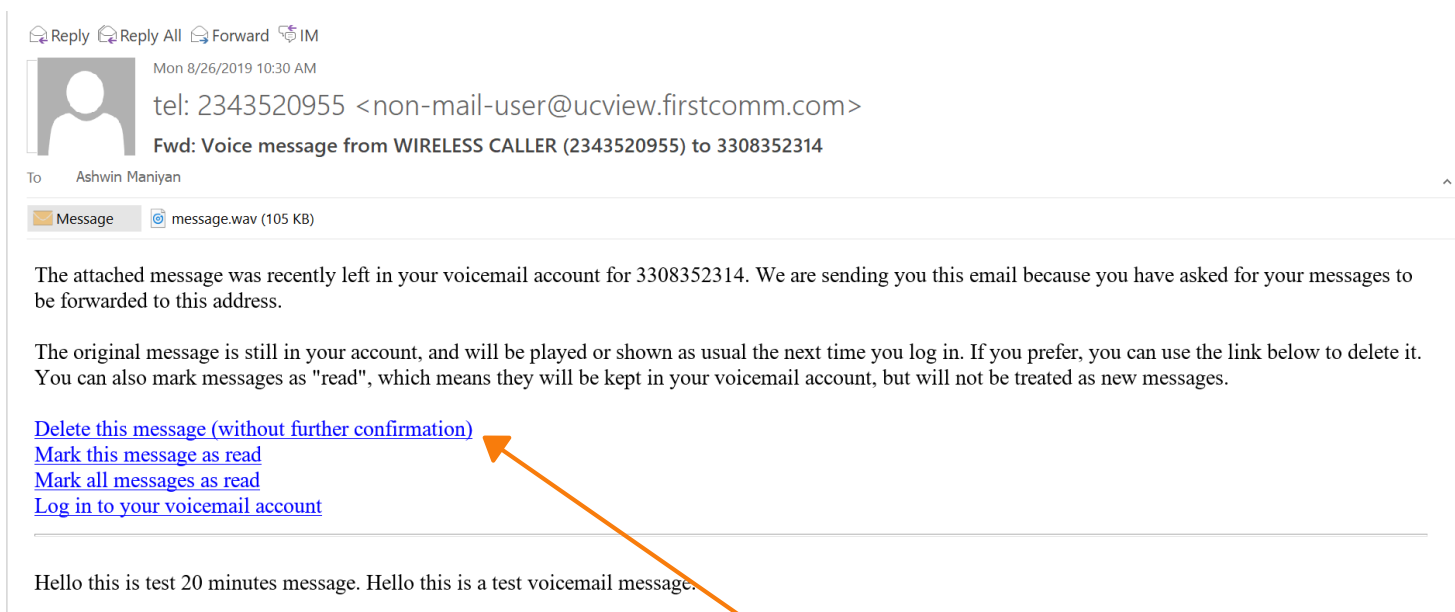 Reply Reply All Forward IM
Mon 8/26/2019 10:30 AM
tel: 2343520955 <non-mail-user@ucview.firstcomm.com>
Fwd: Voice message from WIRELESS CALLER (2343520955) to 3308352314
To Ashwin Maniyan
Message message.wav (105 KB)
The attached message was recently left in your voicemail account for 3308352314. We are sending you this email because you have asked for your messages to
be forwarded to this address.
The original message is still in your account, and will be played or shown as usual the next time you log in. If you prefer, you can use the link below to delete it.
You can also mark messages as "read", which means they will be kept in your voicemail account, but will not be treated as new messages.
Delete this message (without further confirmation)
Mark this message as read
Mark all messages as read
Log in to your voicemail account
Hello this is test 20 minutes message. Hello this is a test voicemail message.